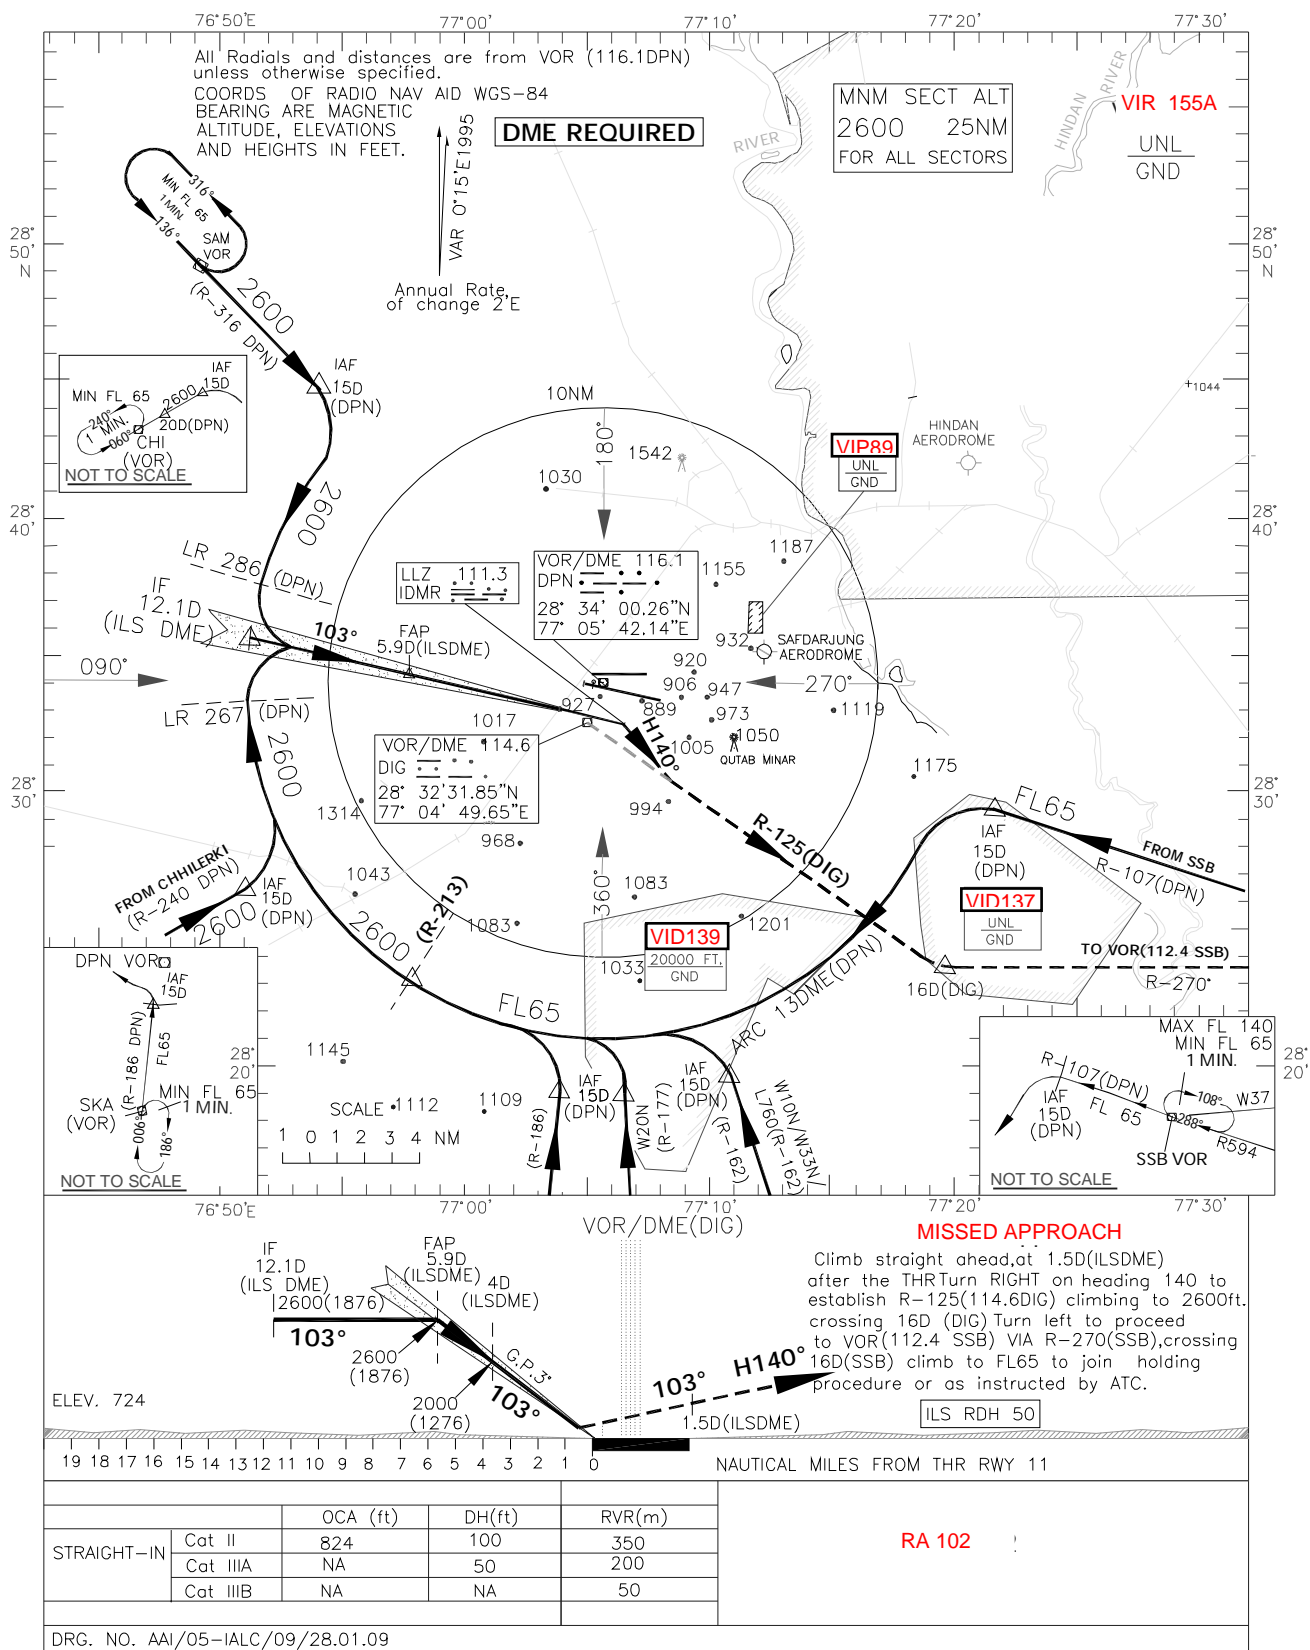 76°50'E 77°00' 77°10' 77°20' 77°30'
All Radials and distances are from VOR (116.1DPN)
unless otherwise specified.
COORDS OF RADIO NAV AID WGS-84
BEARING ARE MAGNETIC
ALTITUDE, ELEVATIONS
AND HEIGHTS IN FEET.
DME REQUIRED
VAR 0°15'E1995
Annual Rate
of change 2'E
MNM SECT ALT
2600 25NM
FOR ALL SECTORS
VIR 155A
UNL
GND
RIVER
HINDAN RIVER
28°
50'
N
28°
50'
N
316°
MIN FL 65
1MIN.
136°
SAM
VOR
2600
(R-316 DPN)
IAF
15D
(DPN)
IAF
15D
MIN FL 65
2600
240°
1 MIN.
060°
20D(DPN)
CHI
(VOR)
NOT TO SCALE
10NM
180°
1542
1030
1044
HINDAN
AERODROME
VIP89
UNL
GND
28°
40'
28°
40'
2600
LR 286 (DPN)
IF
12.1D
(ILS DME)
103°
FAP
5.9D(ILSDME)
LLZ 111.3
IDMR
VOR/DME 116.1
DPN
28° 34' 00.26"N
77° 05' 42.14"E
1187
1155
932
SAFDARJUNG
AERODROME
920
906
947
927
889
973
270°
1119
090°
LR 267 (DPN)
1017
1005
1050
QUTAB MINAR
VOR/DME 114.6
DIG
28° 32'31.85"N
77° 04' 49.65"E
H140°
1175
28°
30'
28°
30'
2600
1314
994
968
R-125(DIG)
FL65
IAF
15D
(DPN)
FROM SSB
R-107(DPN)
FROM CHHILERKI
(R-240 DPN)
2600
IAF
15D
(DPN)
1043
1083
(R-213)
2600
360°
1083
1201
VID139
20000 FT.
GND
1033
VID137
UNL
GND
TO VOR(112.4 SSB)
R-270°
16D(DIG)
ARC 13DME(DPN)
FL65
DPN VOR
IAF
15D
(R-186 DPN)
FL65
SKA
(VOR)
MIN FL 65
1 MIN.
006°
186°
NOT TO SCALE
1145
1112
1109
28°
20'
28°
20'
SCALE
1 0 1 2 3 4 NM
IAF
15D
(DPN)
(R-186)
W20N
(R-177)
IAF
15D
(DPN)
(R-162)
W10N/W33N/
L760(R-162)
MAX FL 140
MIN FL 65
1 MIN.
R-107(DPN)
FL 65
IAF
15D
(DPN)
108°
288°
W37
R594
SSB VOR
NOT TO SCALE
76°50'E 77°00' 77°10' 77°20' 77°30'
VOR/DME(DIG)
IF
12.1D
(ILS DME)
FAP
5.9D
(ILSDME)
4D
(ILSDME)
2600(1876)
103°
2600
(1876)
2000
(1276)
G.P.3°
103°
103°
H140°
1.5D(ILSDME)
ELEV. 724
MISSED APPROACH
Climb straight ahead,at 1.5D(ILSDME)
after the THRTurn RIGHT on heading 140 to
establish R-125(114.6DIG) climbing to 2600ft.
crossing 16D (DIG) Turn left to proceed
to VOR(112.4 SSB) VIA R-270(SSB),crossing
16D(SSB) climb to FL65 to join holding
procedure or as instructed by ATC.
ILS RDH 50
19 18 17 16 15 14 13 12 11 10 9 8 7 6 5 4 3 2 1 0 NAUTICAL MILES FROM THR RWY 11
OCA (ft) DH(ft) RVR(m)
STRAIGHT-IN
Cat II 824 100 350
Cat IIIA NA 50 200
Cat IIIB NA NA 50
RA 102
DRG. NO. AAI/05-IALC/09/28.01.09